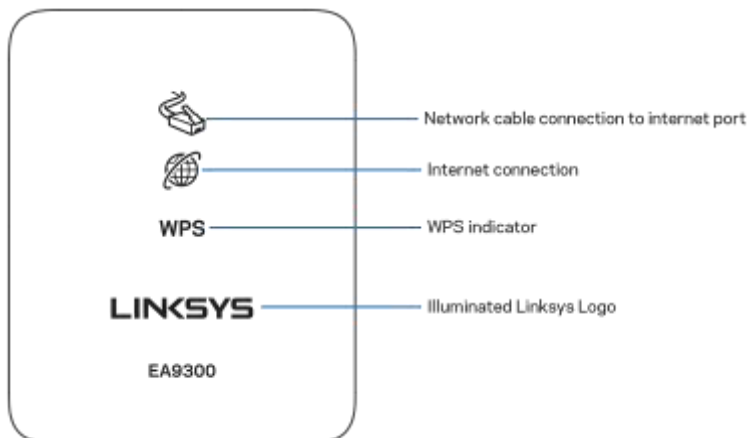 Network cable connection to internet port
Internet connection
WPS
WPS indicator
LINKSYS
Illuminated Linksys Logo
EA9300